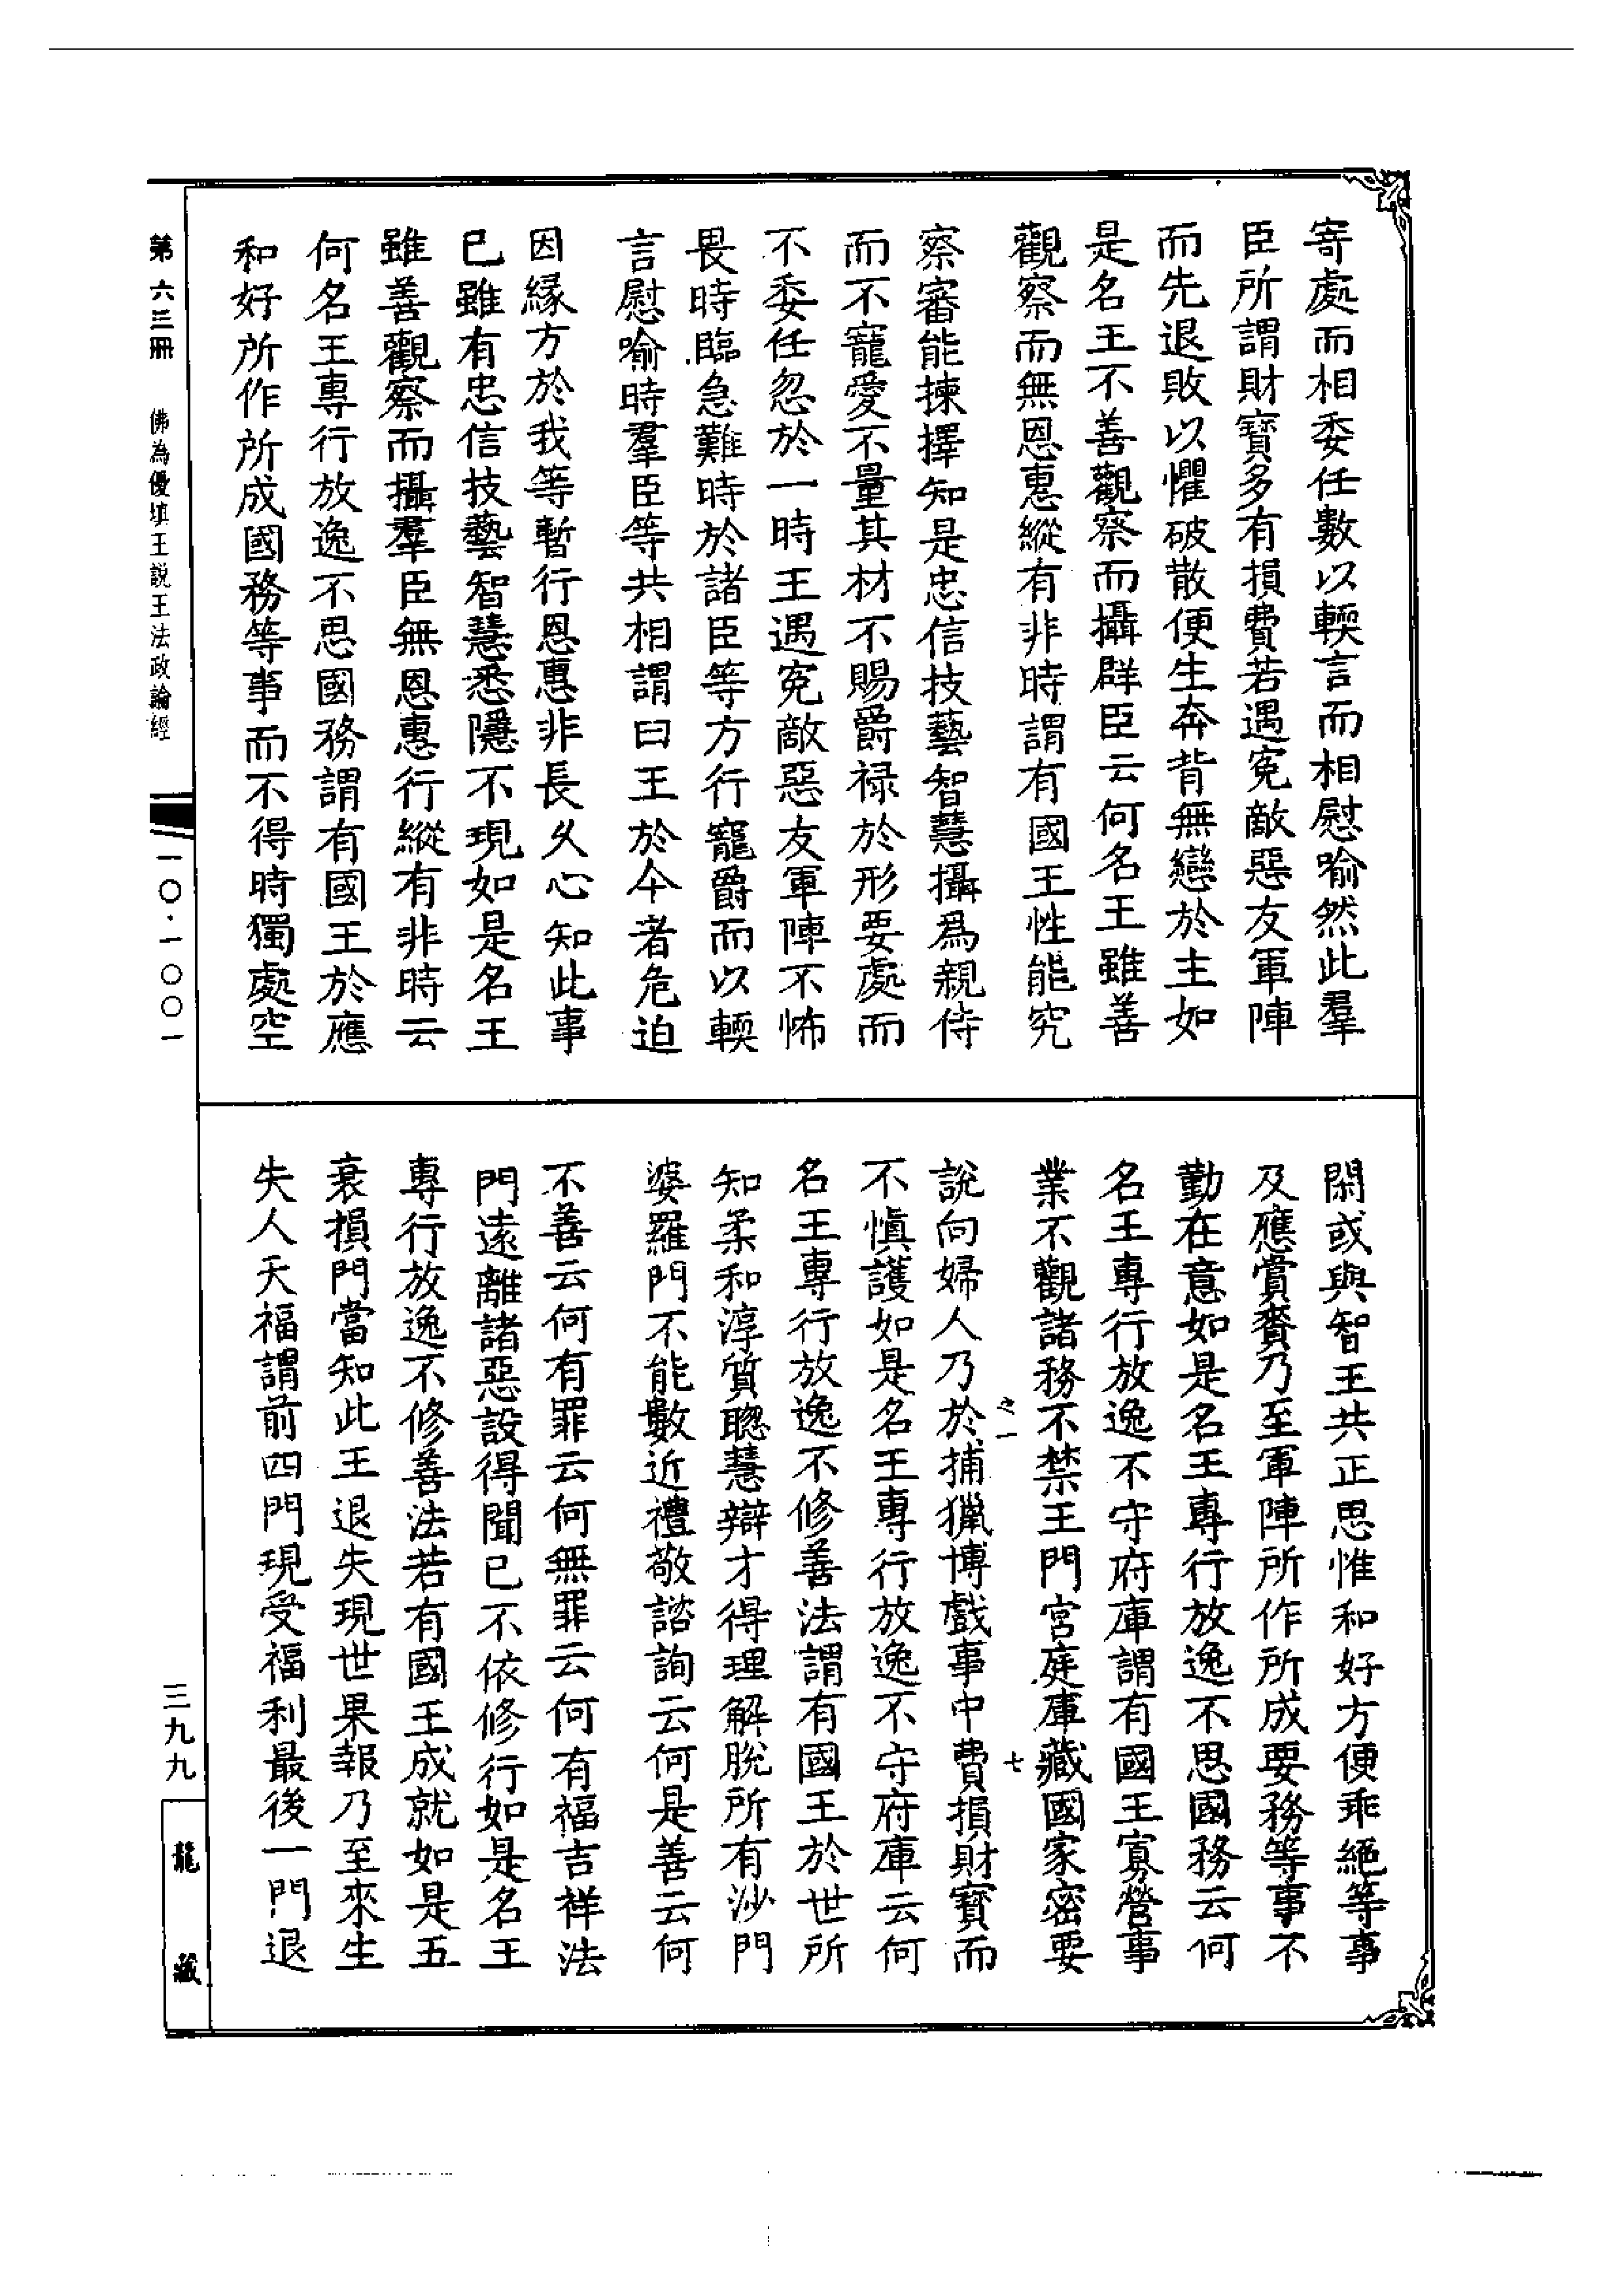 寄處而相委任數以輭言而相慰喻然此羣
臣所謂財寶多有損費若遇寃敵惡友軍陣
而先退敗以懼破散便生奔背無戀於主如
是名王不善觀察而攝群臣云何名王雖善
觀察而無恩惠縱有非時謂有國王性能究
察審能揀擇知是忠信技藝智慧攝爲親侍
而不寵愛不量其材不賜爵禄於形要處而
不委任忽於一時王遇寃敵惡友軍陣不怖
畏時臨急難時於諸臣等方行寵爵而以輭
言慰喻時羣臣等共相謂曰王於今者危迫
因緣方於我等暫行恩惠非長久心知此事
已雖有忠信技藝智慧悉隱不現如是名王
雖善觀察而攝羣臣無恩惠行縱有非時云
何名王專行放逸不思國務謂有國王於應
和好所作所成國務等事而不得時獨處空
閑或與智王共正思惟和好方便乖絕等事
及應賞賚乃至軍陣所作所成要務等事不
勤在意如是名王專行放逸不思國務云何
名王專行放逸不守府庫謂有國王寡營事
業不觀諸務不禁王門宮庭庫藏國家密要
之一 七
說向婦人乃於捕獵博戲事中費損財寶而
不愼護如是名王專行放逸不守府庫云何
名王專行放逸不修善法謂有國王於世所
知柔和淳質聰慧辯才得理解脫所有沙門
婆羅門不能數近禮敬諮詢云何是善云何
不善云何有罪云何無罪云何有福吉祥法
門遠離諸惡設得聞已不依修行如是名王
專行放逸不修善法若有國王成就如是五
衰損門當知此王退失現世果報乃至來生
失人天福謂前四門現受福利最後一門退
第六三冊 佛為優填王說王法政論經
一〇·一〇〇一
三九九
龍藏